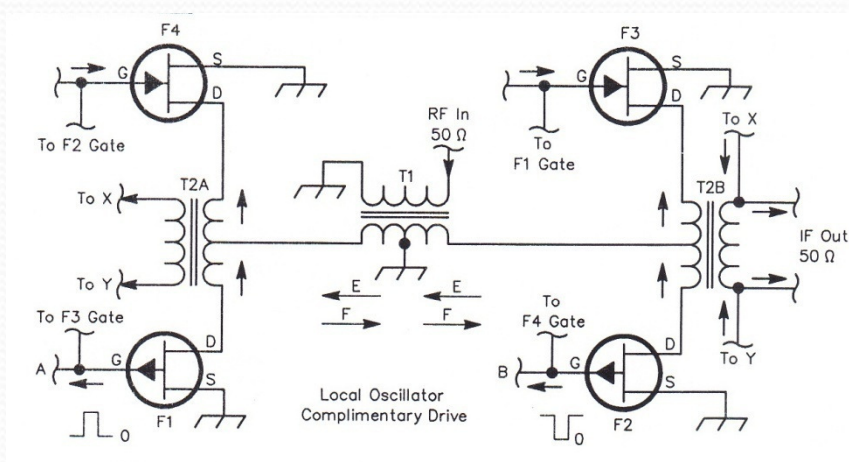 F4
G
S
D
To F2 Gate
F3
G
S
D
To
F1 Gate
To X
RF In
50 Ω
T1
T2A
To X
To Y
T2B
IF Out
50 Ω
To Y
E
E
F
F
To F3 Gate
A
G
D
S
F1
0
Local Oscillator
Complimentary Drive
To
F4 Gate
B
G
D
S
F2
0